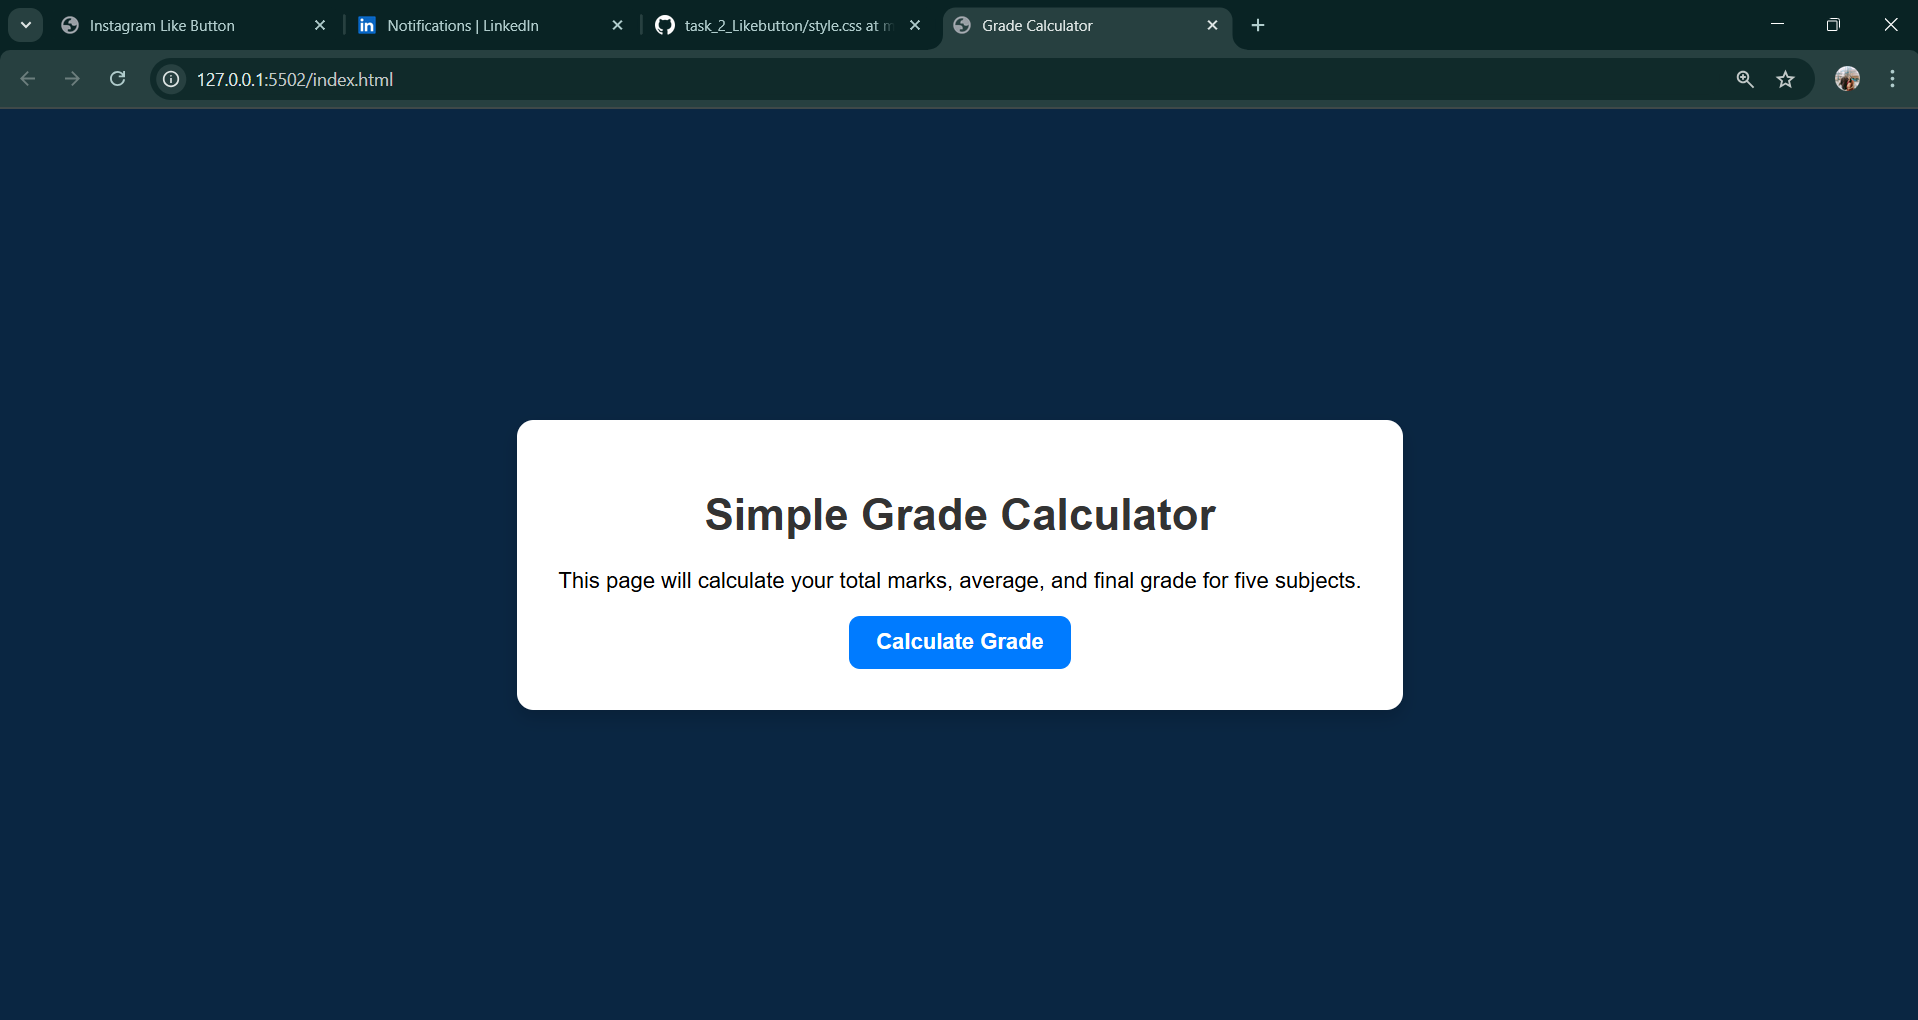 Instagram Like Button
Notifications | LinkedIn
task_2_Likebutton/style.css at m
Grade Calculator
127.0.0.1:5502/index.html
Simple Grade Calculator
This page will calculate your total marks, average, and final grade for five subjects.
Calculate Grade